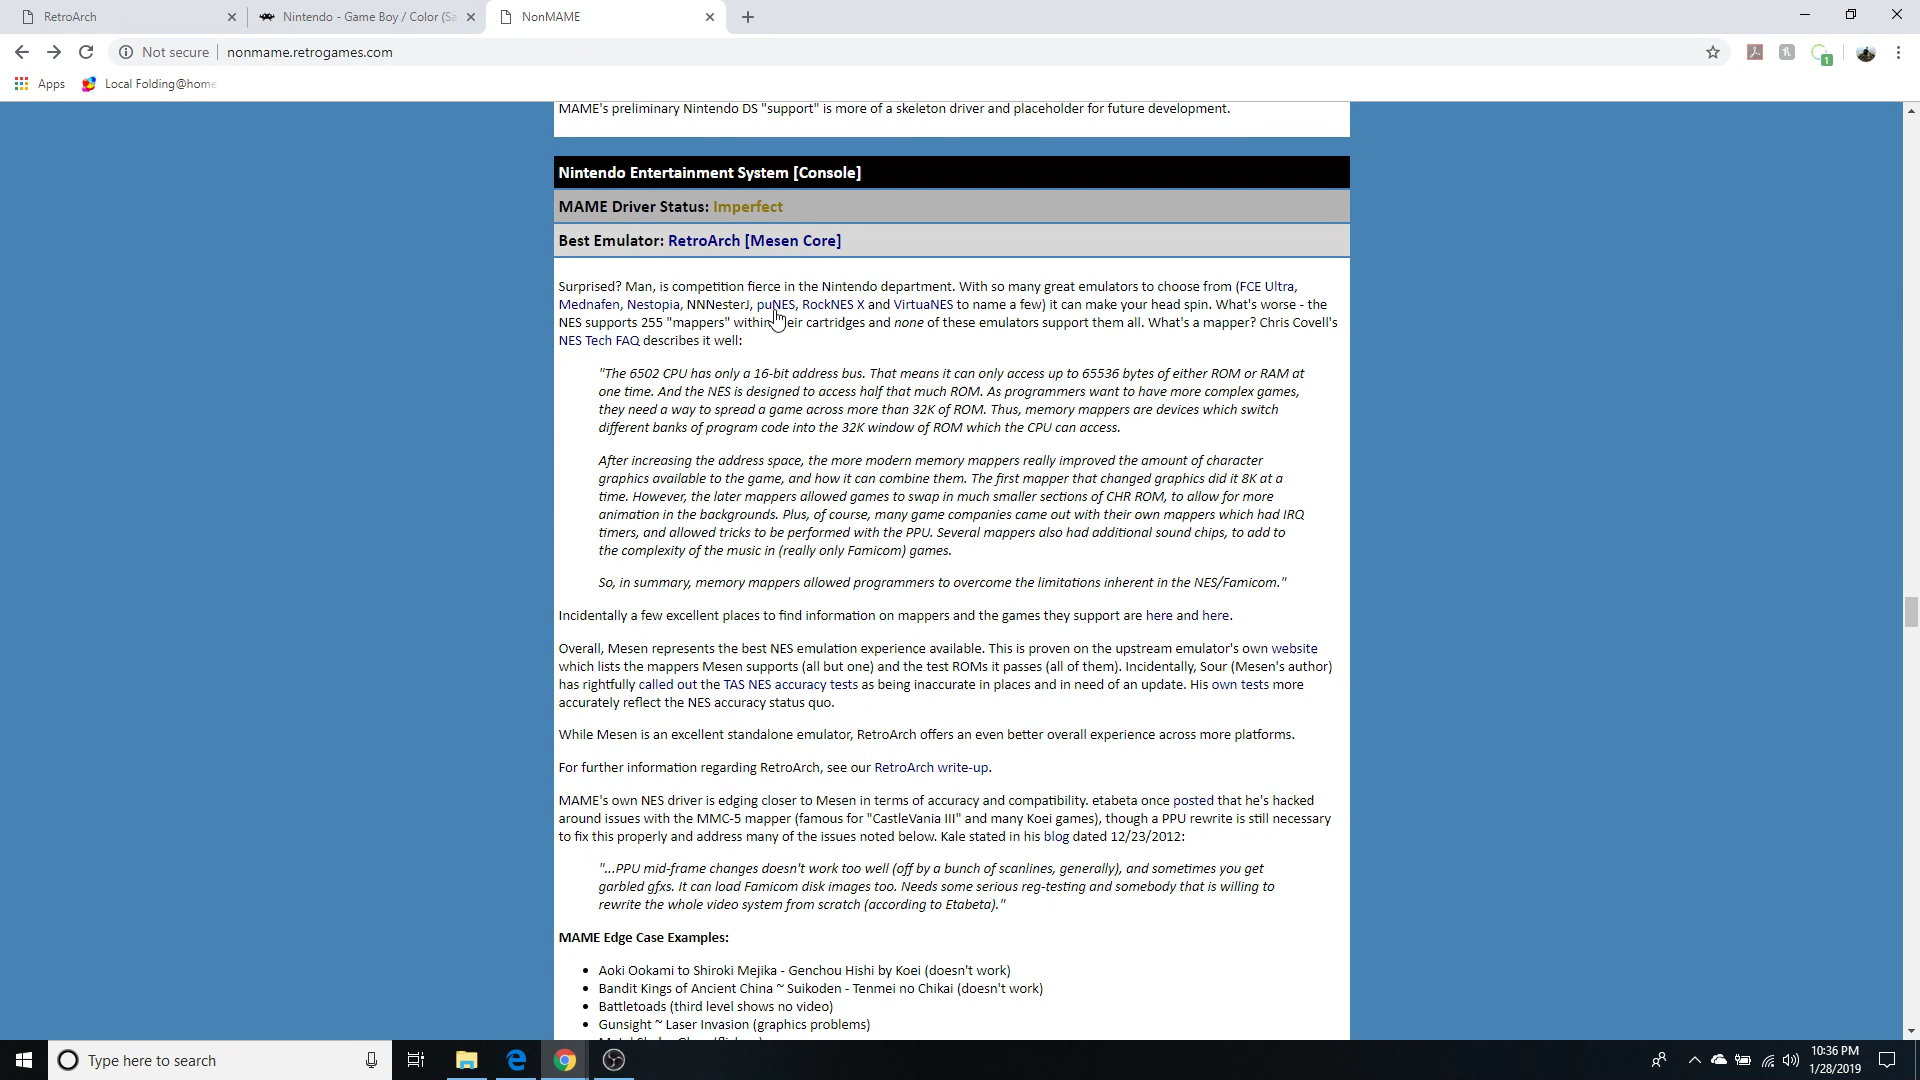 RetroArch
Nintendo - Game Boy / Color (Sa
NonMAME
Not secure
nonmame.retrogames.com
1
Apps
Local Folding@home
MAME's preliminary Nintendo DS "support" is more of a skeleton driver and placeholder for future development.
Nintendo Entertainment System [Console]
MAME Driver Status: Imperfect
Best Emulator: RetroArch [Mesen Core]
Surprised? Man, is competition fierce in the Nintendo department. With so many great emulators to choose from (FCE Ultra,
Mednafen, Nestopia, NNNesterJ, puNES, RockNES X and VirtuaNES to name a few) it can make your head spin. What's worse - the
NES supports 255 "mappers" within their cartridges and none of these emulators support them all. What's a mapper? Chris Covell's
NES Tech FAQ describes it well:
"The 6502 CPU has only a 16-bit address bus. That means it can only access up to 65536 bytes of either ROM or RAM at
one time. And the NES is designed to access half that much ROM. As programmers want to have more complex games,
they need a way to spread a game across more than 32K of ROM. Thus, memory mappers are devices which switch
different banks of program code into the 32K window of ROM which the CPU can access.
After increasing the address space, the more modern memory mappers really improved the amount of character
graphics available to the game, and how it can combine them. The first mapper that changed graphics did it 8K at a
time. However, the later mappers allowed games to swap in much smaller sections of CHR ROM, to allow for more
animation in the backgrounds. Plus, of course, many game companies came out with their own mappers which had IRQ
timers, and allowed tricks to be performed with the PPU. Several mappers also had additional sound chips, to add to
the complexity of the music in (really only Famicom) games.
So, in summary, memory mappers allowed programmers to overcome the limitations inherent in the NES/Famicom."
Incidentally a few excellent places to find information on mappers and the games they support are here and here.
Overall, Mesen represents the best NES emulation experience available. This is proven on the upstream emulator's own website
which lists the mappers Mesen supports (all but one) and the test ROMs it passes (all of them). Incidentally, Sour (Mesen's author)
has rightfully called out the TAS NES accuracy tests as being inaccurate in places and in need of an update. His own tests more
accurately reflect the NES accuracy status quo.
While Mesen is an excellent standalone emulator, RetroArch offers an even better overall experience across more platforms.
For further information regarding RetroArch, see our RetroArch write-up.
MAME's own NES driver is edging closer to Mesen in terms of accuracy and compatibility. etabeta once posted that he's hacked
around issues with the MMC-5 mapper (famous for "CastleVania III" and many Koei games), though a PPU rewrite is still necessary
to fix this properly and address many of the issues noted below. Kale stated in his blog dated 12/23/2012:
"...PPU mid-frame changes doesn't work too well (off by a bunch of scanlines, generally), and sometimes you get
garbled gfxs. It can load Famicom disk images too. Needs some serious reg-testing and somebody that is willing to
rewrite the whole video system from scratch (according to Etabeta)."
MAME Edge Case Examples:
• Aoki Ookami to Shiroki Mejika - Genchou Hishi by Koei (doesn't work)
• Bandit Kings of Ancient China ~ Suikoden - Tenmei no Chikai (doesn't work)
• Battletoads (third level shows no video)
• Gunsight ~ Laser Invasion (graphics problems)
Type here to search
10:36 PM
1/28/2019